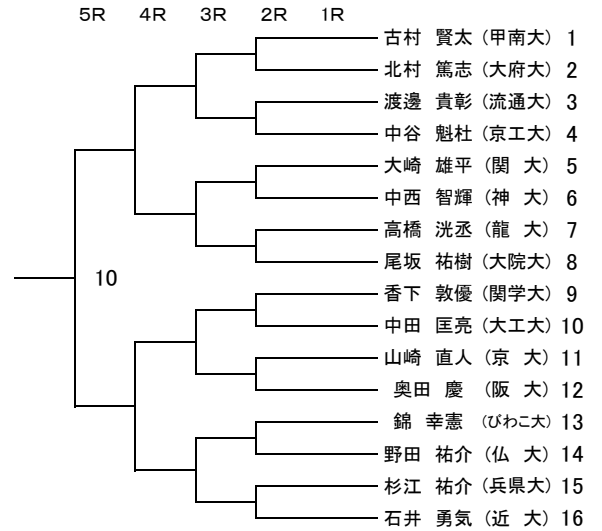 5R 4R 3R 2R 1R
古村 賢太 (甲南大) 1
北村 篤志 (大府大) 2
渡邊 貴彰 (流通大) 3
中谷 魁杜 (京工大) 4
大崎 雄平 (関 大) 5
中西 智輝 (神 大) 6
高橋 洸丞 (龍 大) 7
尾坂 祐樹 (大院大) 8
10
香下 敦優 (関学大) 9
中田 匡亮 (大工大) 10
山崎 直人 (京 大) 11
奥田 慶 (阪 大) 12
錦 幸憲 (びわこ大) 13
野田 祐介 (仏 大) 14
杉江 祐介 (兵県大) 15
石井 勇気 (近 大) 16